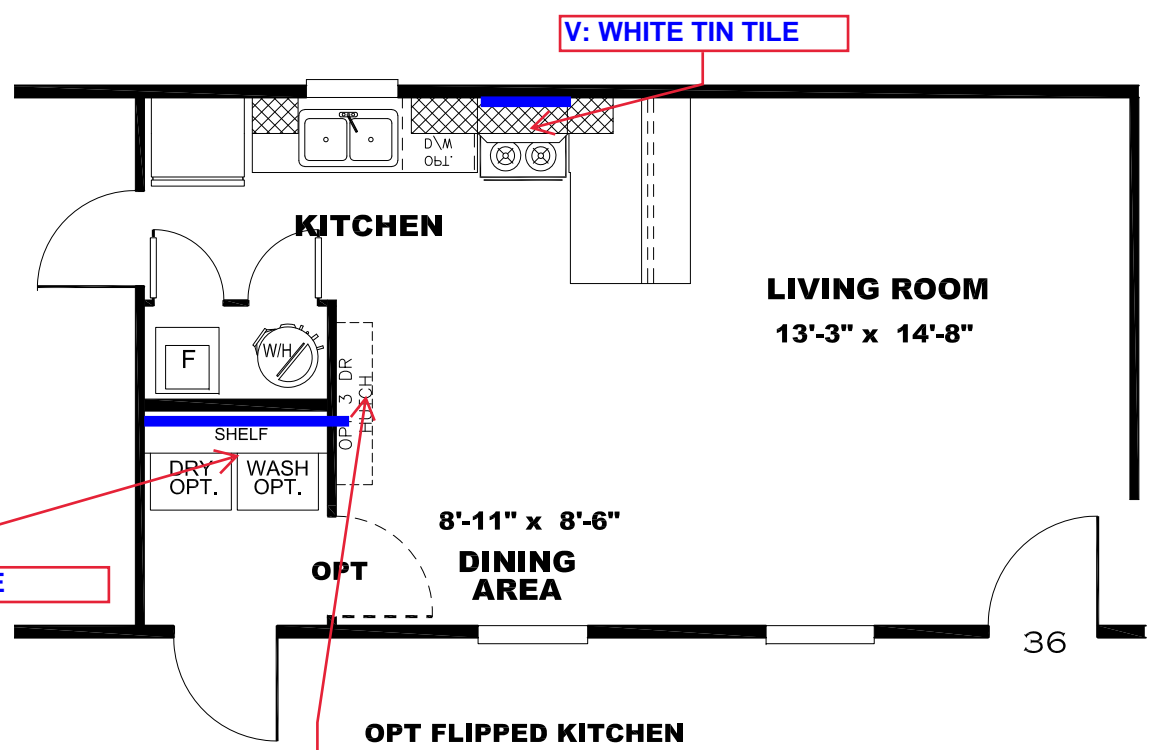 V: WHITE TIN TILE
D/W
OPT.
KITCHEN
LIVING ROOM
13'-3" x 14'-8"
F
W/H
OPT 3 DR
HUTCH
SHELF
DRY
OPT.
WASH
OPT.
8'-11" x 8'-6"
DINING
AREA
OPT
E
36
OPT FLIPPED KITCHEN